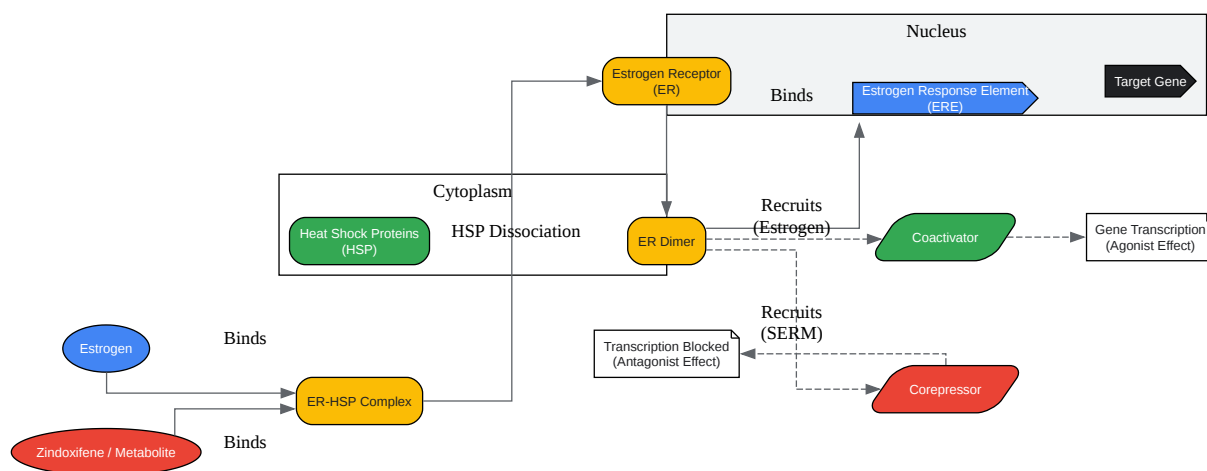 Nucleus
Estrogen Receptor
(ER)
Target Gene
Binds
Estrogen Response Element
(ERE)
Cytoplasm
Heat Shock Proteins
(HSP)
HSP Dissociation
ER Dimer
Recruits
(Estrogen)
Coactivator
Gene Transcription
(Agonist Effect)
Recruits
(SERM)
Transcription Blocked
(Antagonist Effect)
Corepressor
Estrogen
Binds
ER-HSP Complex
Zindoxifene / Metabolite
Binds